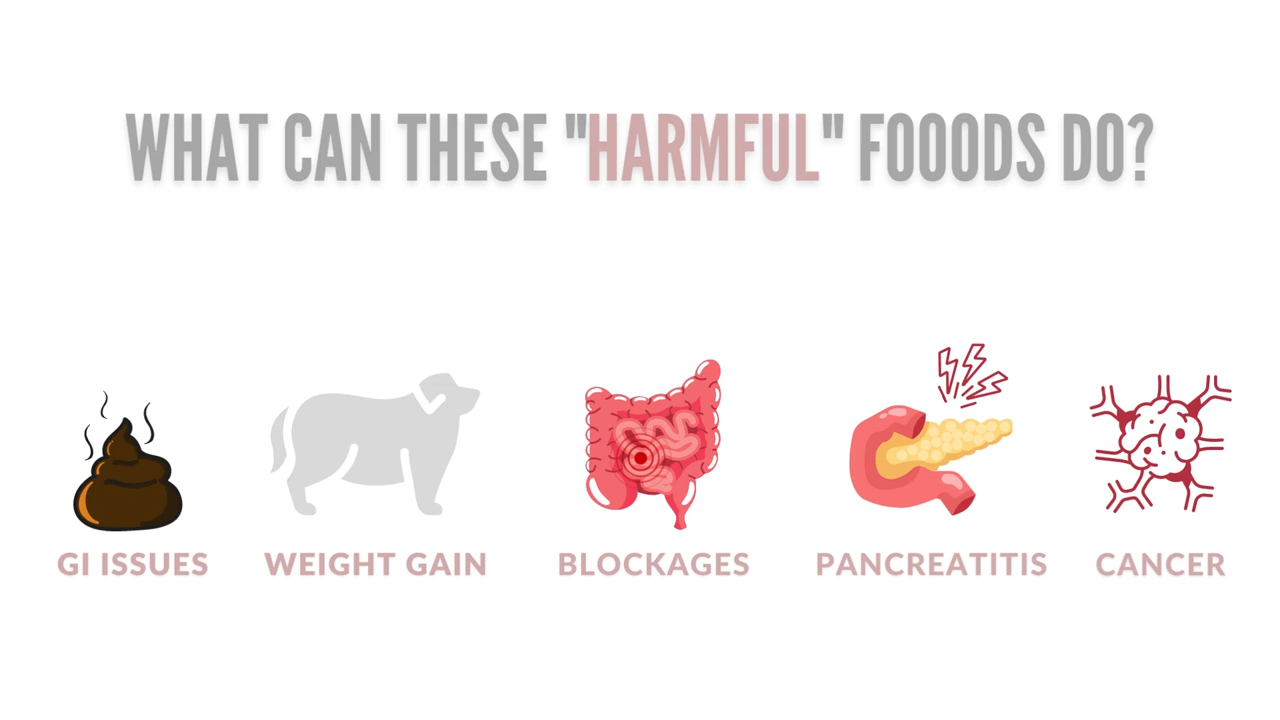 WHAT CAN THESE "HARMFUL" FOOODS DO?
GI ISSUES
WEIGHT GAIN
BLOCKAGES
PANCREATITIS
CANCER